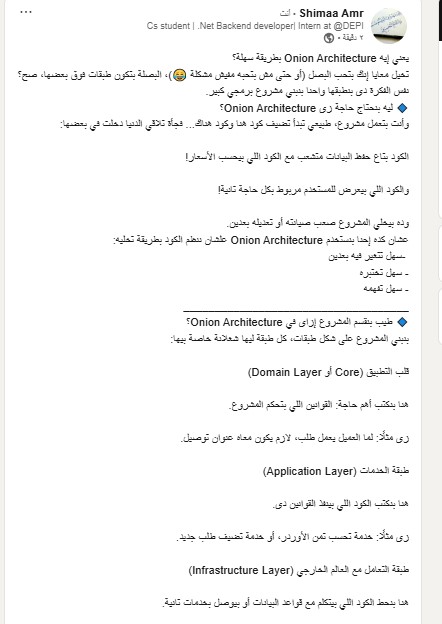 Shimaa Amr • أنت
Cs student | .Net Backend developer| Intern at @DEPI
٢ دقيقة •
يعني إيه Onion Architecture بطريقة سهلة؟
تخيل معايا إنك بتحب البصل (أو حتى مش بتحبه مفيش مشكلة 😂)، البصلة بتكون طبقات فوق بعضها، صح؟
نفس الفكرة دى بنطبقها واحنا بنبني مشروع برمجي كبير.
🔷 ليه بنحتاج حاجة زى Onion Architecture؟
وأنت بتعمل مشروع، طبيعي تبدأ تضيف كود هنا وكود هناك... فجأة تلاقي الدنيا دخلت في بعضها:
الكود بتاع حفظ البيانات متشعب مع الكود اللي بيحسب الأسعار!
والكود اللي بيعرض للمستخدم مربوط بكل حاجة تانية!
وده بيخلي المشروع صعب صيانته أو تعديله بعدين.
عشان كده إحنا بنستخدم Onion Architecture علشان ننظم الكود بطريقة تخليه:
-سهل تتغير فيه بعدين
- سهل تختبره
- سهل تفهمه
🔷 طيب بنقسم المشروع إزاى في Onion Architecture؟
بنبني المشروع على شكل طبقات، كل طبقة ليها شغلانة خاصة بيها:
قلب التطبيق (Core أو Domain Layer)
هنا بنكتب أهم حاجة: القوانين اللي بتحكم المشروع.
زى مثلًا: لما العميل يعمل طلب، لازم يكون معاه عنوان توصيل.
طبقة الخدمات (Application Layer)
هنا بنكتب الكود اللي بينفذ القوانين دى.
زى مثلًا: خدمة تحسب تمن الأوردر، أو خدمة تضيف طلب جديد.
طبقة التعامل مع العالم الخارجي (Infrastructure Layer)
هنا بنحط الكود اللي بيتكلم مع قواعد البيانات أو بيوصل بخدمات تانية.